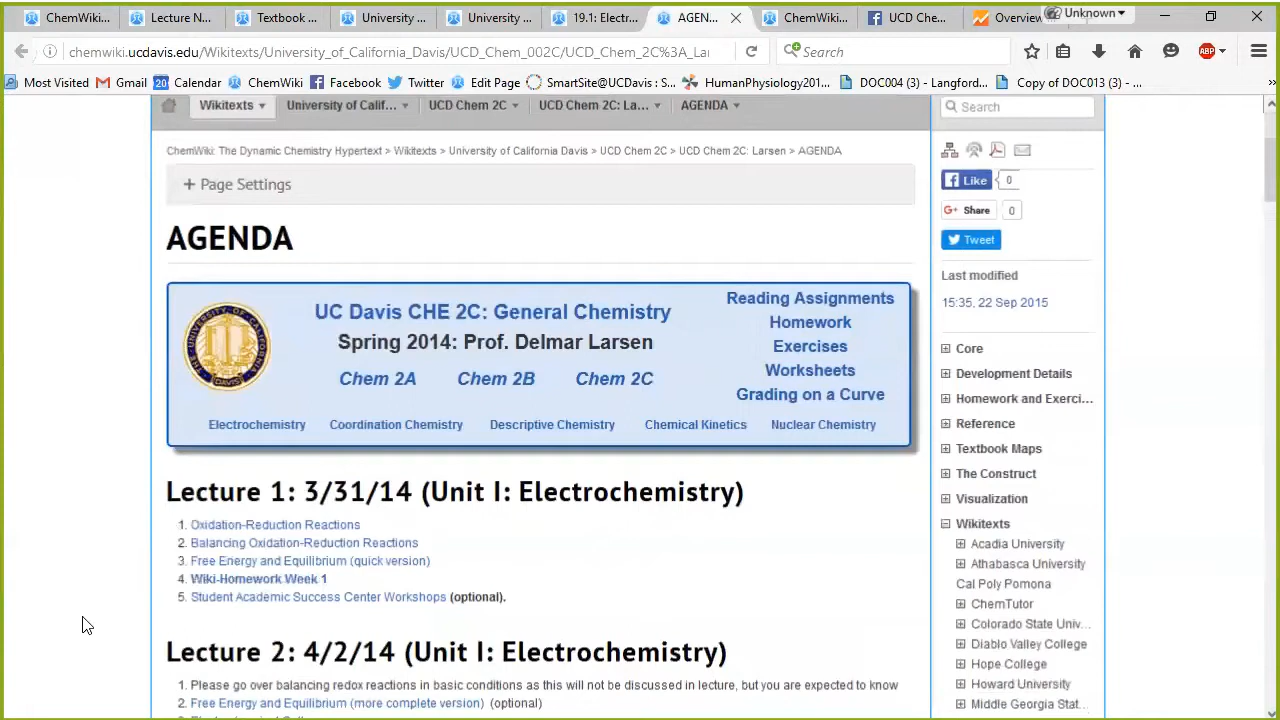 ChemWiki...
Lecture N...
Textbook ...
University ...
University ...
19.1: Electr...
AGEN...
ChemWiki...
UCD Che...
Overview
Unknown
chemwiki.ucdavis.edu/Wikitexts/University_of_California_Davis/UCD_Chem_002C/UCD_Chem_2C%3A_Lar
Search
ABP
Most Visited
Gmail
20 Calendar
ChemWiki
Facebook
Twitter
Edit Page
SmartSite@UCDavis : S...
HumanPhysiology201...
DOC004 (3) - Langford...
Copy of DOC013 (3) - ...
Wikitexts
University of Calif...
UCD Chem 2C
UCD Chem 2C: La...
AGENDA
Search
ChemWiki: The Dynamic Chemistry Hypertext > Wikitexts > University of California Davis > UCD Chem 2C > UCD Chem 2C: Larsen > AGENDA
+ Page Settings
AGENDA
UC Davis CHE 2C: General Chemistry
Spring 2014: Prof. Delmar Larsen
Chem 2A Chem 2B Chem 2C
Reading Assignments
Homework
Exercises
Worksheets
Grading on a Curve
Electrochemistry Coordination Chemistry Descriptive Chemistry Chemical Kinetics Nuclear Chemistry
Lecture 1: 3/31/14 (Unit I: Electrochemistry)
1. Oxidation-Reduction Reactions
2. Balancing Oxidation-Reduction Reactions
3. Free Energy and Equilibrium (quick version)
4. Wiki-Homework Week 1
5. Student Academic Success Center Workshops (optional).
Lecture 2: 4/2/14 (Unit I: Electrochemistry)
1. Please go over balancing redox reactions in basic conditions as this will not be discussed in lecture, but you are expected to know
2. Free Energy and Equilibrium (more complete version) (optional)
Like 0
G+ Share 0
Tweet
Last modified
15:35, 22 Sep 2015
Core
Development Details
Homework and Exerci...
Reference
Textbook Maps
The Construct
Visualization
Wikitexts
Acadia University
Athabasca University
Cal Poly Pomona
ChemTutor
Colorado State Univ...
Diablo Valley College
Hope College
Howard University
Middle Georgia Stat...